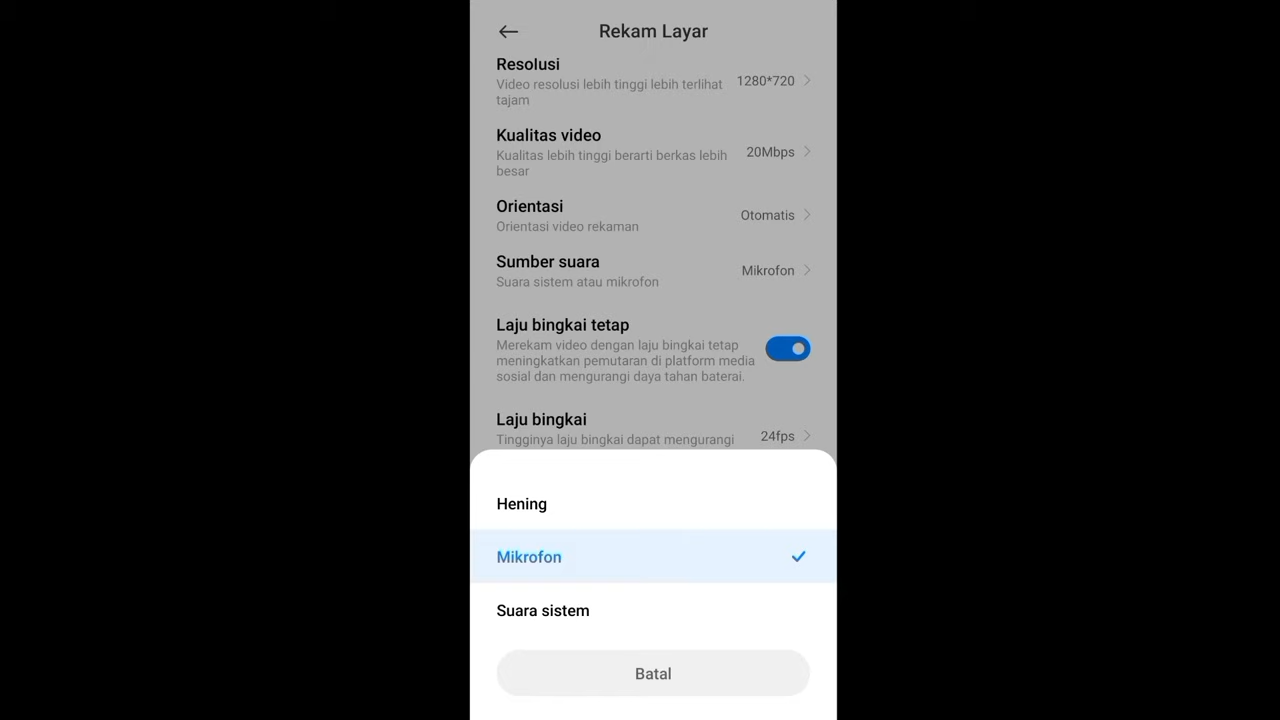 Rekam Layar
Resolusi
Video resolusi lebih tinggi lebih terlihat
tajam
1280*720
Kualitas video
Kualitas lebih tinggi berarti berkas lebih
besar
20Mbps
Orientasi
Orientasi video rekaman
Otomatis
Sumber suara
Suara sistem atau mikrofon
Mikrofon
Laju bingkai tetap
Merekam video dengan laju bingkai tetap
meningkatkan pemutaran di platform media
sosial dan mengurangi daya tahan baterai.
Laju bingkai
Tingginya laju bingkai dapat mengurangi
24fps
Hening
Mikrofon
Suara sistem
Batal